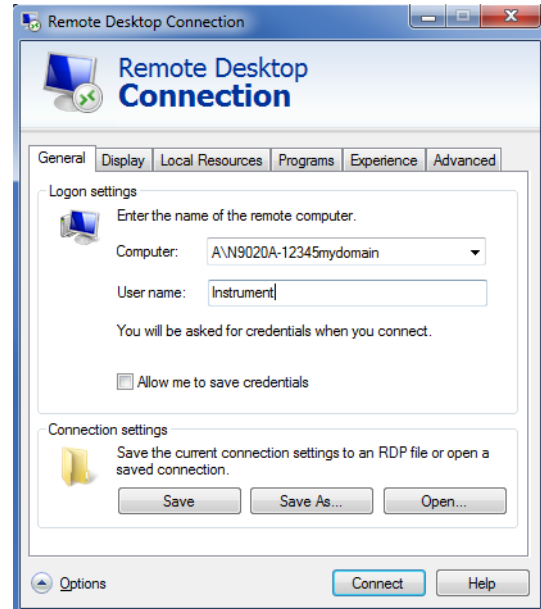 Remote Desktop Connection
Remote Desktop
Connection
General Display Local Resources Programs Experience Advanced
Logon settings
Enter the name of the remote computer.
Computer: A\N9020A-12345mydomain
User name: Instrument
You will be asked for credentials when you connect.
Allow me to save credentials
Connection settings
Save the current connection settings to an RDP file or open a
saved connection.
Save Save As... Open...
Options Connect Help